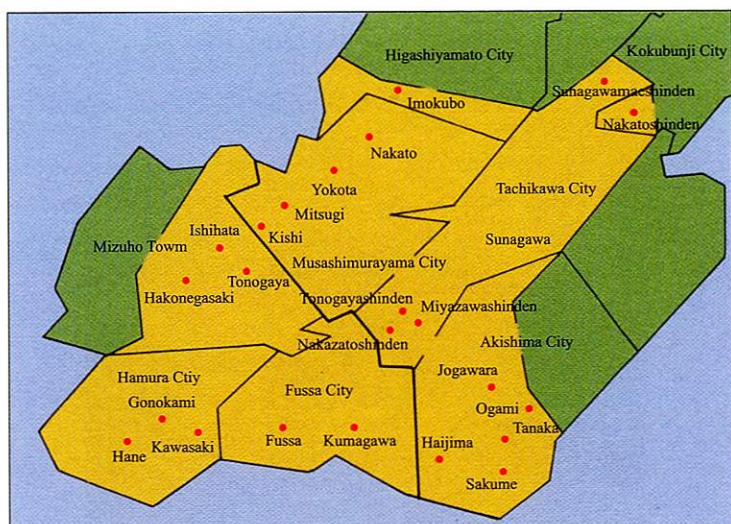 Higashiyamato City
Kokubunji City
Sunagawamaeshinden
Imokubo
Nakatoshinden
Nakato
Yokota
Tachikawa City
Mitsugi
Ishihata
Kishi
Mizuho Towm
Sunagawa
Musashimurayama City
Tonogaya
Hakonegasaki
Tonogayashinden
Miyazawashinden
Nakazatoshinden
Akishima City
Hamura Ctiy
Jogawara
Fussa City
Gonokami
Ogami
Tanaka
Kawasaki
Fussa
Kumagawa
Haijima
Hane
Sakume